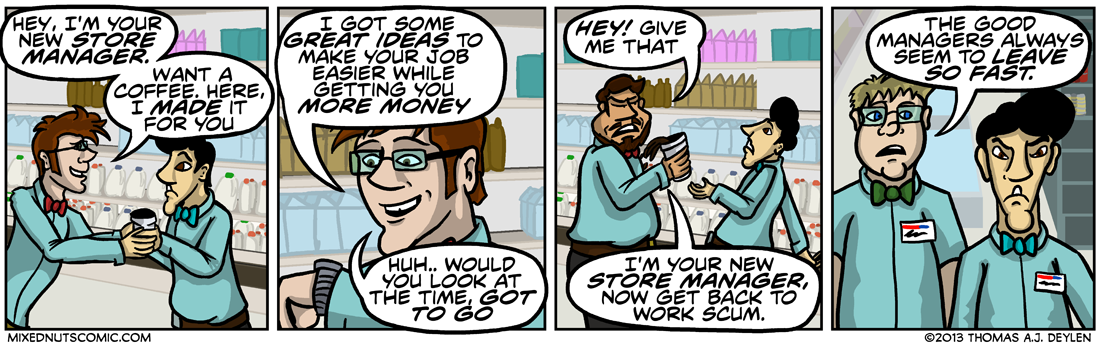 HEY, I'M YOUR
NEW STORE
MANAGER.
WANT A
COFFEE. HERE,
I MADE IT
FOR YOU
I GOT SOME
GREAT IDEAS TO
MAKE YOUR JOB
EASIER WHILE
GETTING YOU
MORE MONEY
HUH.. WOULD
YOU LOOK AT
THE TIME, GOT
TO GO
HEY! GIVE
ME THAT
I'M YOUR NEW
STORE MANAGER,
NOW GET BACK TO
WORK SCUM.
THE GOOD
MANAGERS ALWAYS
SEEM TO LEAVE
SO FAST.
MIXEDNUTSCOMIC.COM
©2013 THOMAS A.J. DEYLEN